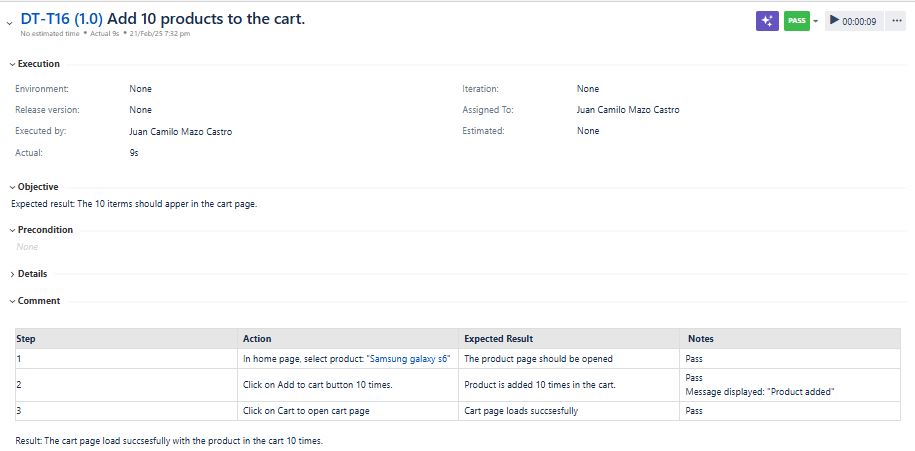 DT-T16 (1.0) Add 10 products to the cart.
PASS
00:00:09
No estimated time • Actual 9s • 21/Feb/25 7:32 pm
Execution
Environment: None Iteration: None
Release version: None Assigned To: Juan Camilo Mazo Castro
Executed by: Juan Camilo Mazo Castro Estimated: None
Actual: 9s
Objective
Expected result: The 10 iterms should apper in the cart page.
Precondition
None
Details
Comment
Step Action Expected Result Notes
1 In home page, select product: "Samsung galaxy s6" The product page should be opened Pass
2 Click on Add to cart button 10 times. Product is added 10 times in the cart. Pass
Message displayed: "Product added"
3 Click on Cart to open cart page Cart page loads succsesfully Pass
Result: The cart page load succsesfully with the product in the cart 10 times.